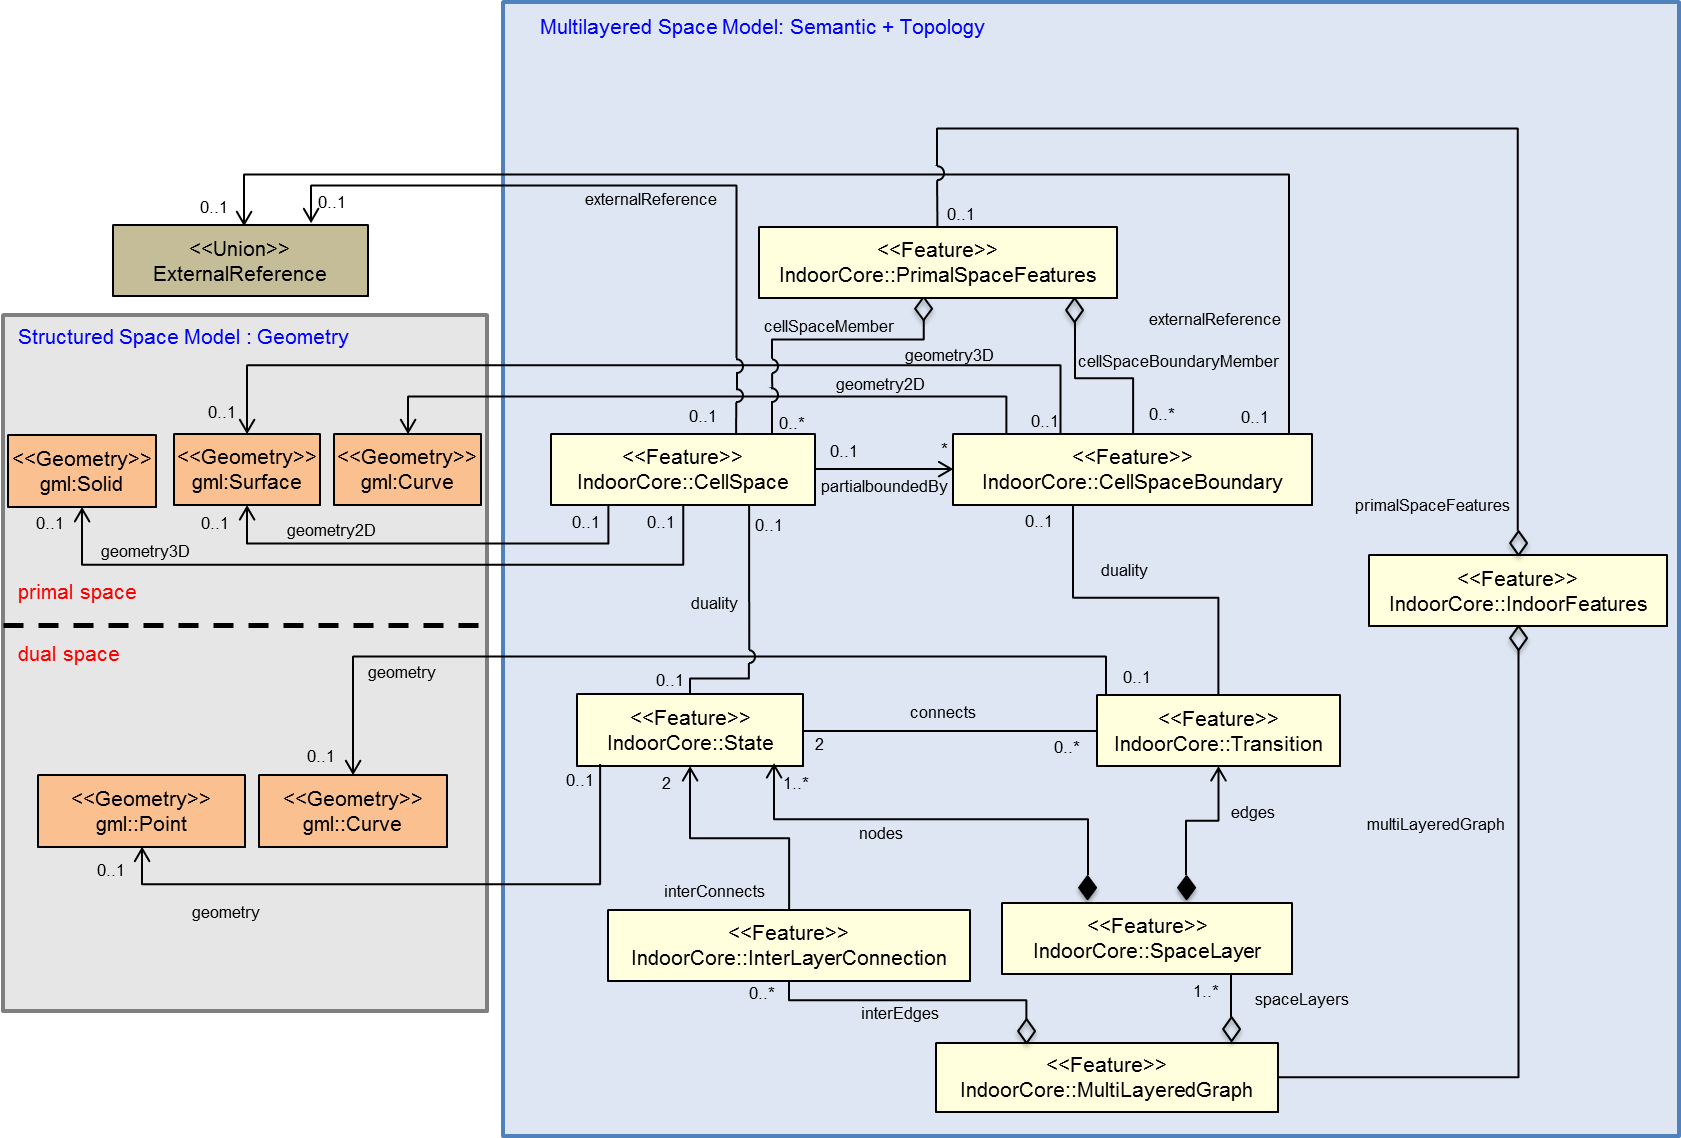 Multilayered Space Model: Semantic + Topology
externalReference
0..1
0..1
0..1
<<Union>>
ExternalReference
<<Feature>>
IndoorCore::PrimalSpaceFeatures
Structured Space Model : Geometry
cellSpaceMember
externalReference
geometry3D
cellSpaceBoundaryMember
geometry2D
0..1
0..1
0..*
0..1
0..*
0..1
<<Geometry>>
gml:Solid
<<Geometry>>
gml:Surface
<<Geometry>>
gml:Curve
<<Feature>>
IndoorCore::CellSpace
0..1
*
partialboundedBy
<<Feature>>
IndoorCore::CellSpaceBoundary
primalSpaceFeatures
0..1
0..1
geometry2D
geometry3D
0..1
0..1
0..1
0..1
primal space
duality
duality
<<Feature>>
IndoorCore::IndoorFeatures
dual space
geometry
0..1
0..1
<<Feature>>
IndoorCore::State
connects
2
0..*
<<Feature>>
IndoorCore::Transition
0..1
0..1
2
1..*
<<Geometry>>
gml::Point
<<Geometry>>
gml::Curve
nodes
edges
multiLayeredGraph
0..1
geometry
interConnects
<<Feature>>
IndoorCore::InterLayerConnection
<<Feature>>
IndoorCore::SpaceLayer
0..*
interEdges
1..*
spaceLayers
<<Feature>>
IndoorCore::MultiLayeredGraph